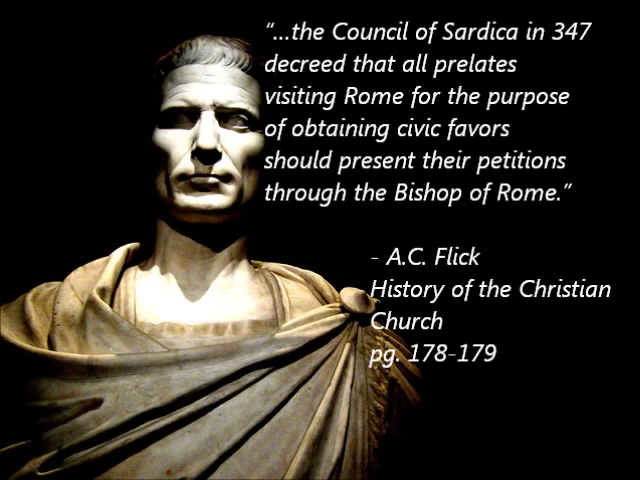 “...the Council of Sardica in 347
decreed that all prelates
visiting Rome for the purpose
of obtaining civic favors
should present their petitions
through the Bishop of Rome.”
- A.C. Flick
History of the Christian
Church
pg. 178-179